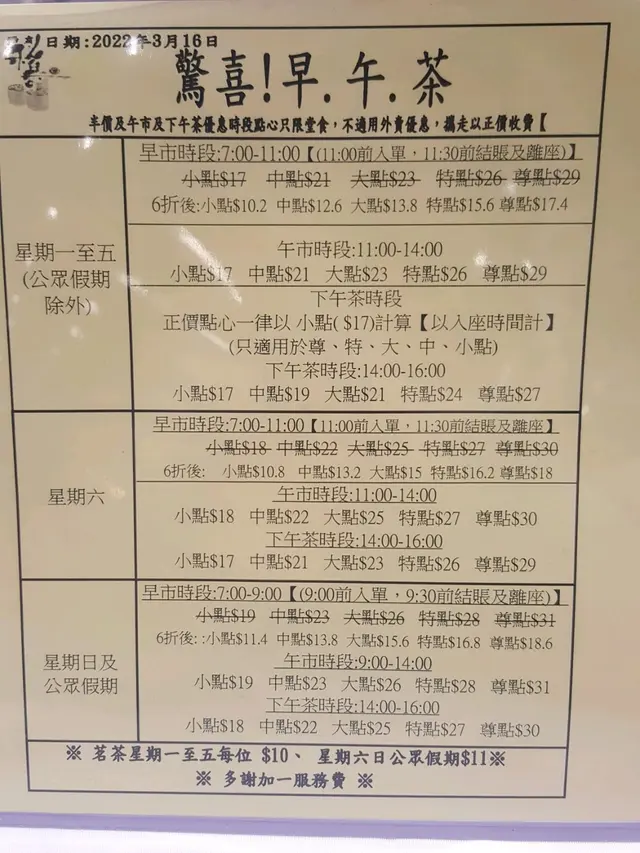 日期:2022年3月16日
驚喜!早.午.茶
半價及午市及下午茶優惠時段點心只限堂食，不適用外賣優惠，攜走以正價收費【
早市時段:7:00-11:00【(11:00前入單，11:30前結賬及離座)】
小點$17 中點$21 大點$23 特點$26 尊點$29
6折後:小點$10.2 中點$12.6 大點$13.8 特點$15.6 尊點$17.4
星期一至五
(公眾假期
除外)
午市時段:11:00-14:00
小點$17 中點$21 大點$23 特點$26 尊點$29
下午茶時段
正價點心一律以 小點( $17)計算【以入座時間計】
(只適用於尊、特、大、中、小點)
下午茶時段:14:00-16:00
小點$17 中點$19 大點$21 特點$24 尊點$27
早市時段:7:00-11:00【11:00前入單，11:30前結賬及離座】
小點$18 中點$22 大點$25 特點$27 尊點$30
6折後: 小點$10.8 中點$13.2 大點$15 特點$16.2 尊點$18
星期六
午市時段:11:00-14:00
小點$18 中點$22 大點$25 特點$27 尊點$30
下午茶時段:14:00-16:00
小點$17 中點$21 大點$23 特點$26 尊點$29
早市時段:7:00-9:00【(9:00前入單，9:30前結賬及離座)】
小點$19 中點$23 大點$26 特點$28 尊點$31
6折後: :小點$11.4 中點$13.8 大點$15.6 特點$16.8 尊點$18.6
星期日及
公眾假期
午市時段:9:00-14:00
小點$19 中點$23 大點$26 特點$28 尊點$31
下午茶時段:14:00-16:00
小點$18 中點$22 大點$25 特點$27 尊點$30
※ 茗茶星期一至五每位 $10、 星期六日公眾假期$11※
※ 多謝加一服務費 ※